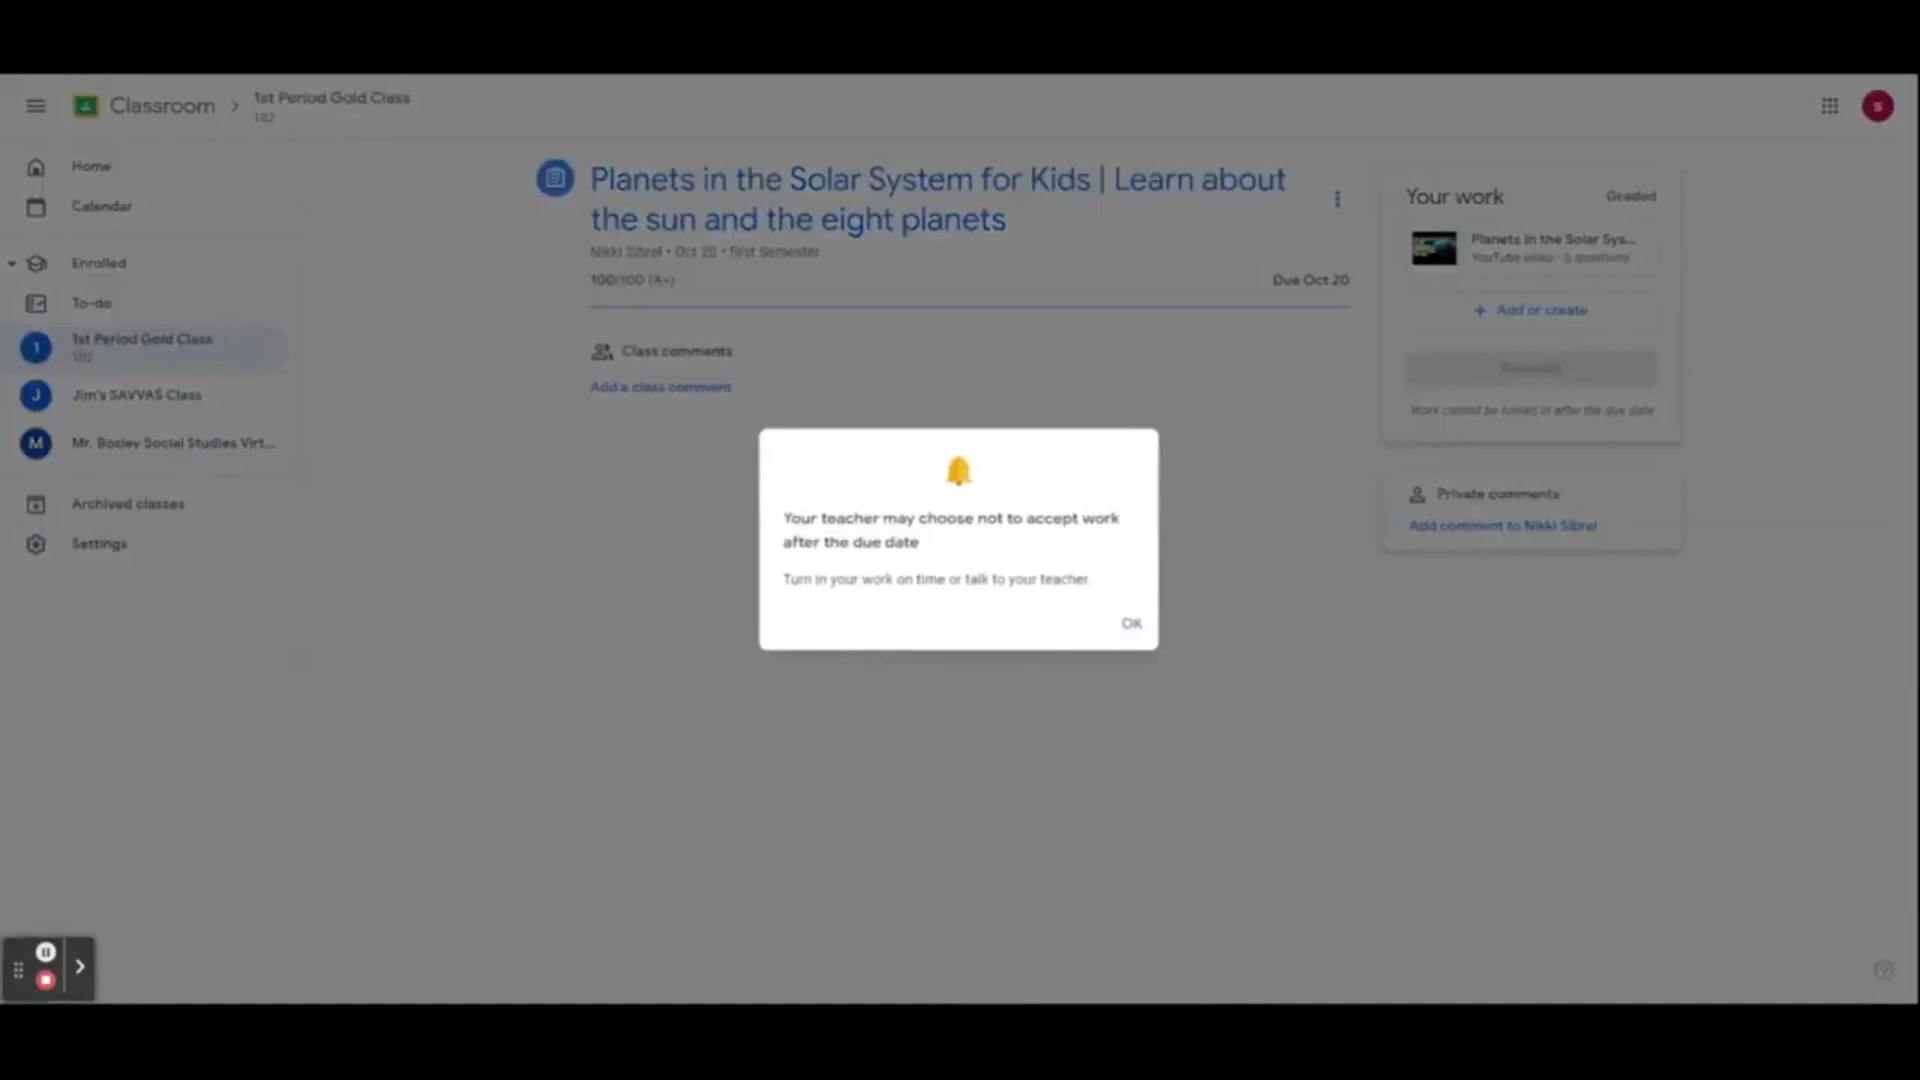 Classroom
1st Period Gold Class
102
S
Home
Calendar
Enrolled
To-do
1
1st Period Gold Class
102
J
Jim's SAVVAS Class
M
Mr. Bosley Social Studies Virt...
Archived classes
Settings
Planets in the Solar System for Kids | Learn about
the sun and the eight planets
Nikki Sibrel • Oct 20 • first Semester
100/100 (A+)
Due Oct 20
Class comments
Add a class comment
Your teacher may choose not to accept work
after the due date
Turn in your work on time or talk to your teacher.
OK
Your work
Graded
Planets in the Solar Sys...
YouTube video - 5 questions
+ Add or create
Work cannot be turned in after the due date
Private comments
Add comment to Nikki Sibrel